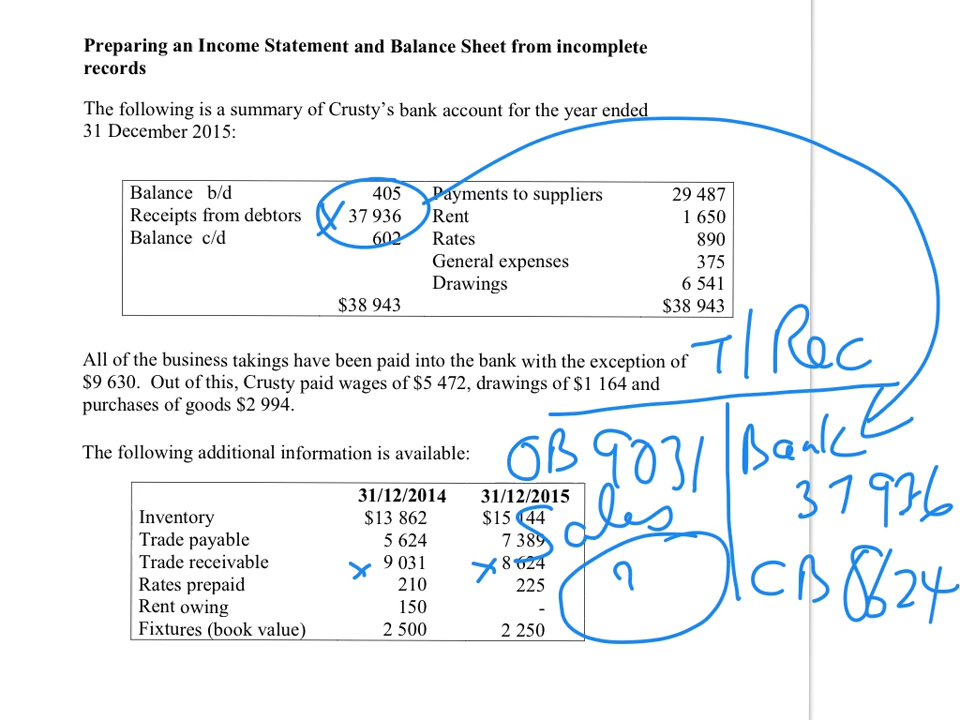 Preparing an Income Statement and Balance Sheet from incomplete
records
The following is a summary of Crusty's bank account for the year ended
31 December 2015:
Balance b/d 405 Payments to suppliers 29 487
Receipts from debtors 37 936 Rent 1 650
Balance c/d 602 Rates 890
General expenses 375
Drawings 6 541
$38 943 $38 943
All of the business takings have been paid into the bank with the exception of
$9 630. Out of this, Crusty paid wages of $5 472, drawings of $1 164 and
purchases of goods $2 994.
T/Rec
The following additional information is available:
OB 9031 Bank
37936
Sales ? CB 8624
31/12/2014 31/12/2015
Inventory $13 862 $15 144
Trade payable 5 624 7 389
Trade receivable x 9 031 x 8 624
Rates prepaid 210 225
Rent owing 150 -
Fixtures (book value) 2 500 2 250